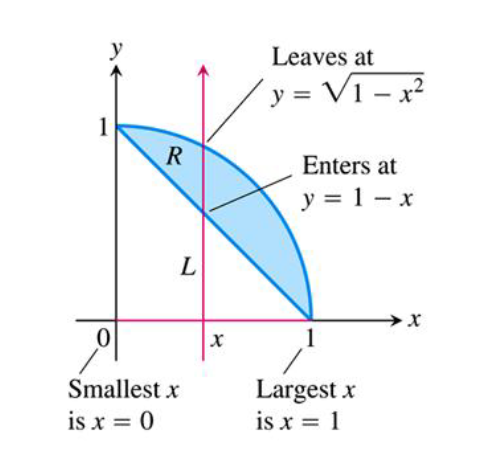 y
Leaves at
y = √1 − x²
1
R
Enters at
y = 1 − x
L
x
0
x
1
Smallest x
is x = 0
Largest x
is x = 1